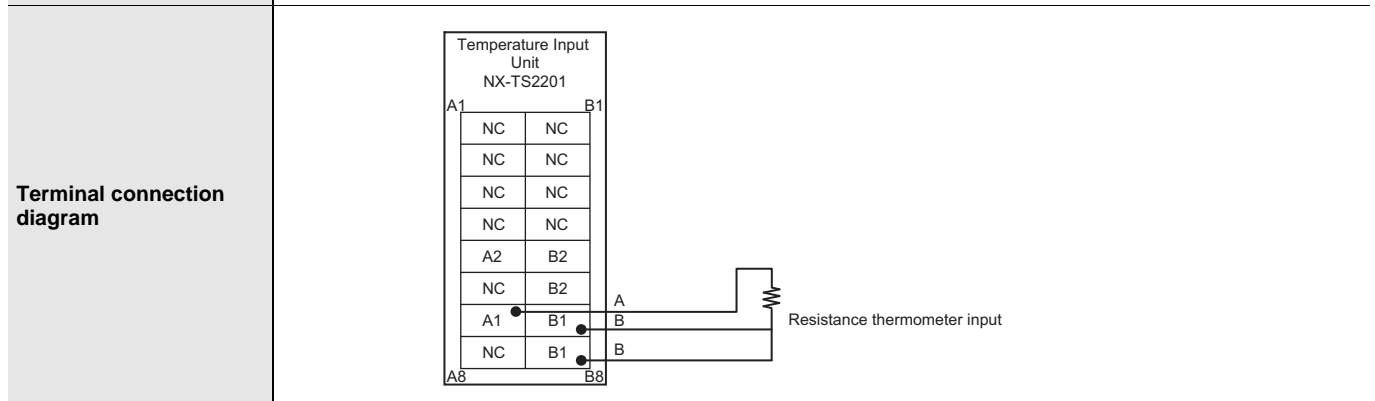 Terminal connection
diagram
Temperature Input
Unit
NX-TS2201
A1 B1
NC NC
NC NC
NC NC
NC NC
A2 B2
NC B2
A
A1 B1 B
Resistance thermometer input
NC B1 B
A8 B8